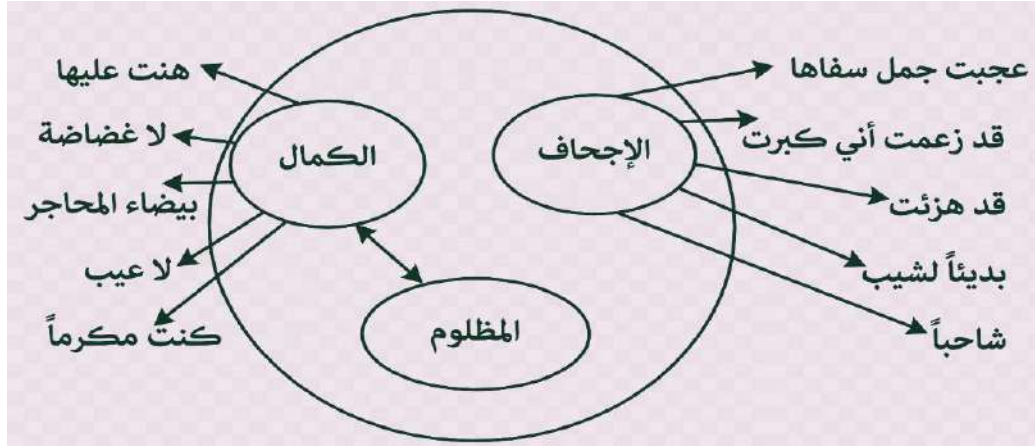 عجبت جمل سفاها
قد زعمت أني كبرت
قد هزئت
بديئاً لشيب
شاحباً
الإجحاف
الكمال
المظلوم
هنت عليها
لا غضاضة
بيضاء المحاجر
لا عيب
كنت مكرماً